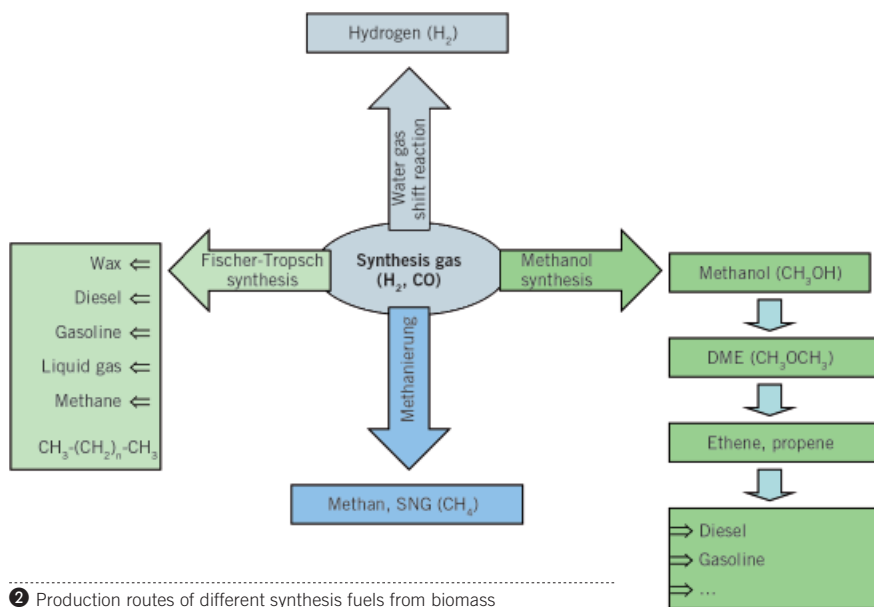 Hydrogen (H₂)
Water gas
shift reaction
Wax ⇐
Diesel ⇐
Gasoline ⇐
Liquid gas ⇐
Methane ⇐
CH₃-(CH₂)ₙ-CH₃
Fischer-Tropsch
synthesis
Synthesis gas
(H₂, CO)
Methanol
synthesis
Methanol (CH₃OH)
DME (CH₃OCH₃)
Ethene, propene
⇒ Diesel
⇒ Gasoline
⇒ ...
Methanierung
Methan, SNG (CH₄)
❷ Production routes of different synthesis fuels from biomass